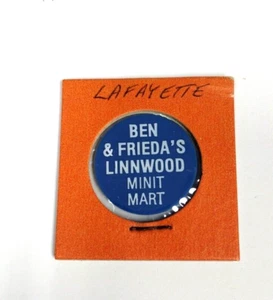 LAFAYETTE
BEN
& FRIEDA'S
LINNWOOD
MINIT
MART